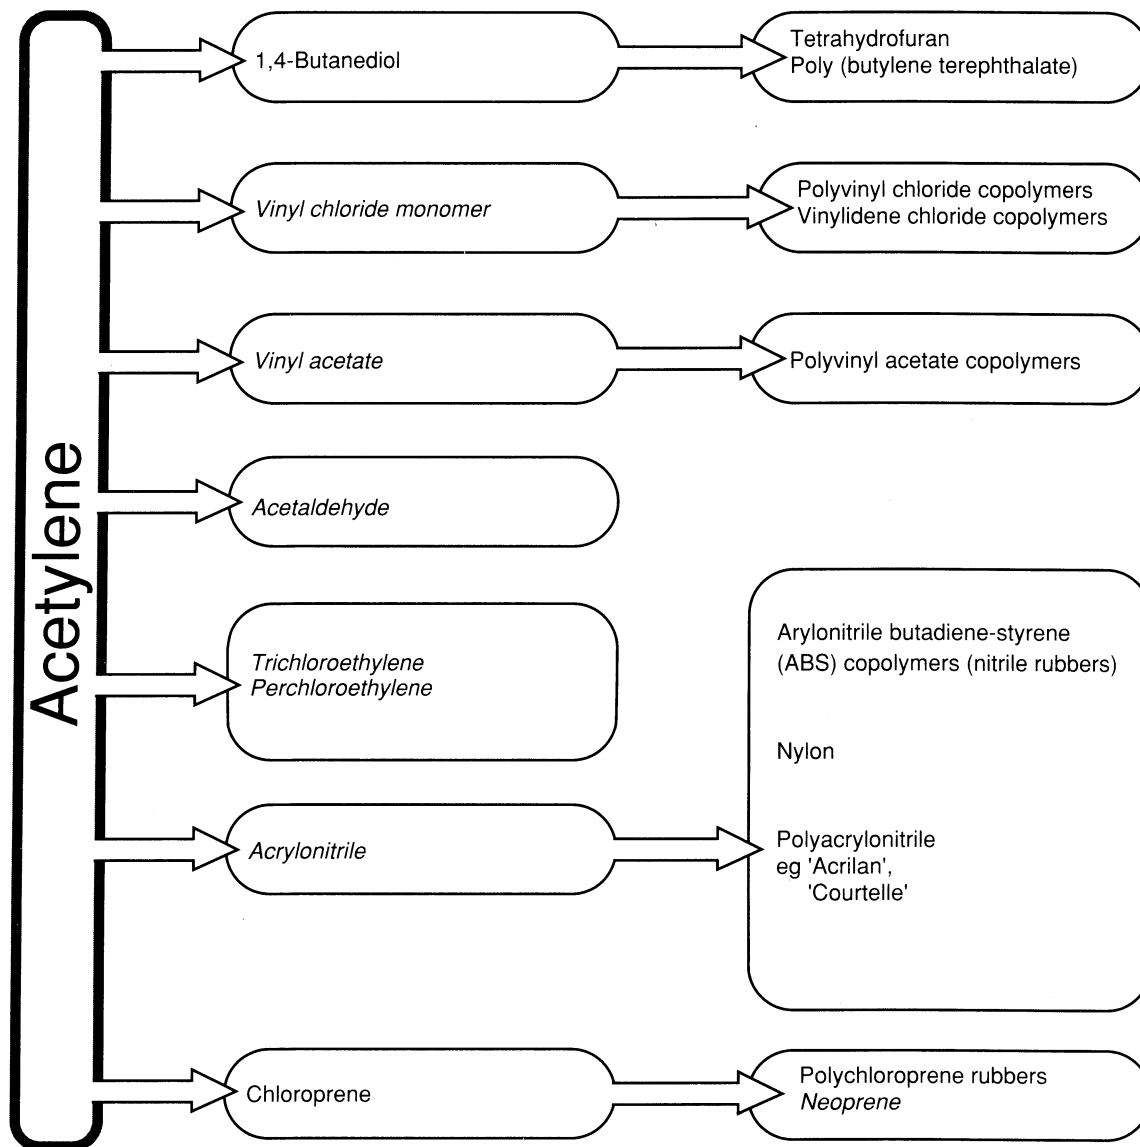 Acetylene
1,4-Butanediol
Tetrahydrofuran
Poly (butylene terephthalate)
Vinyl chloride monomer
Polyvinyl chloride copolymers
Vinylidene chloride copolymers
Vinyl acetate
Polyvinyl acetate copolymers
Acetaldehyde
Trichloroethylene
Perchloroethylene
Arylonitrile butadiene-styrene
(ABS) copolymers (nitrile rubbers)
Nylon
Acrylonitrile
Polyacrylonitrile
eg 'Acrilan',
'Courtelle'
Chloroprene
Polychloroprene rubbers
Neoprene